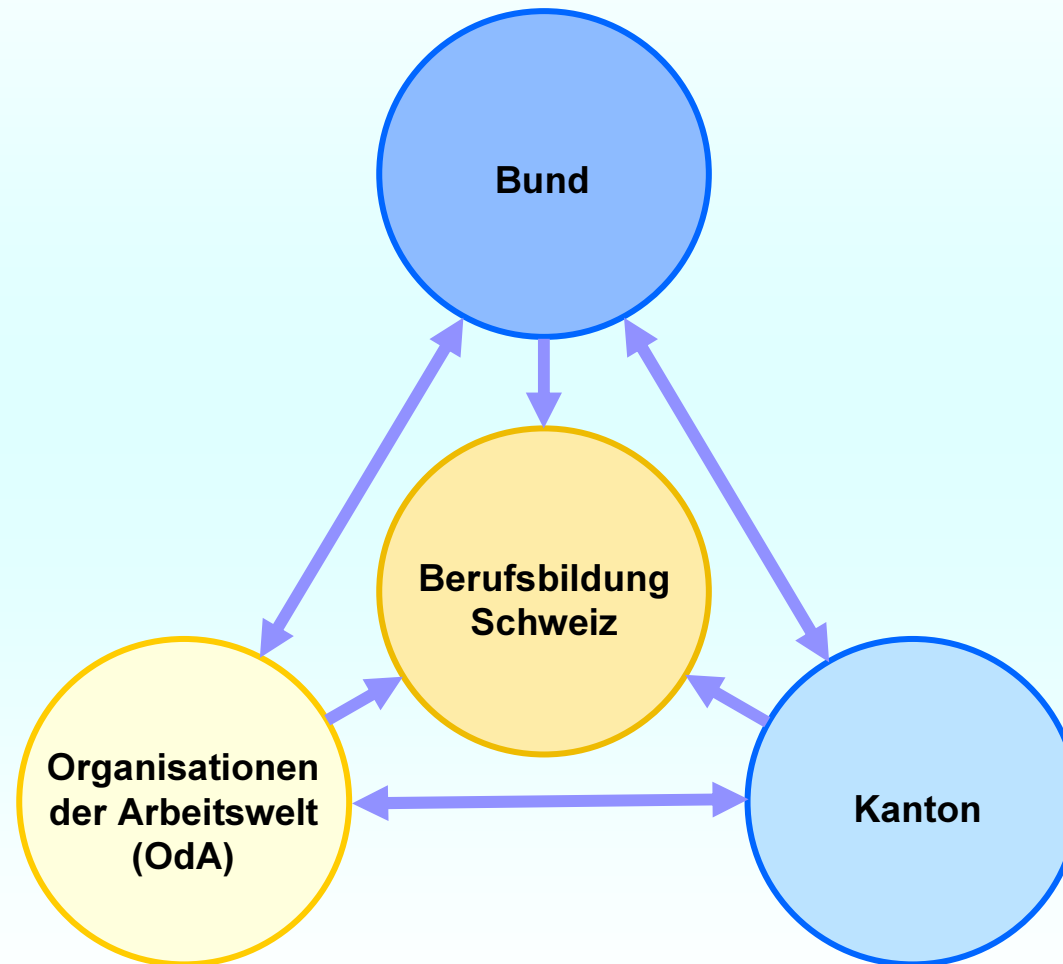 Bund
Berufsbildung
Schweiz
Organisationen
der Arbeitswelt
(OdA)
Kanton